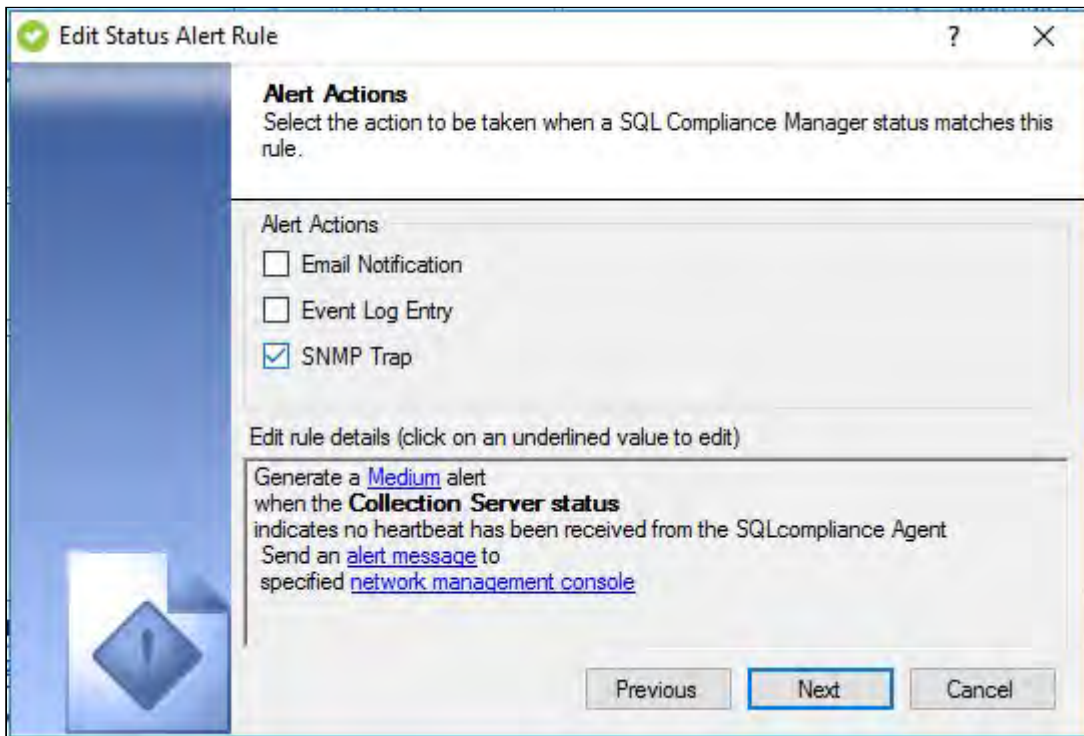 Edit Status Alert Rule
?
Alert Actions
Select the action to be taken when a SQL Compliance Manager status matches this
rule.
Alert Actions
Email Notification
Event Log Entry
SNMP Trap
Edit rule details (click on an underlined value to edit)
Generate a Medium alert
when the Collection Server status
indicates no heartbeat has been received from the SQLcompliance Agent
Send an alert message to
specified network management console
Previous Next Cancel